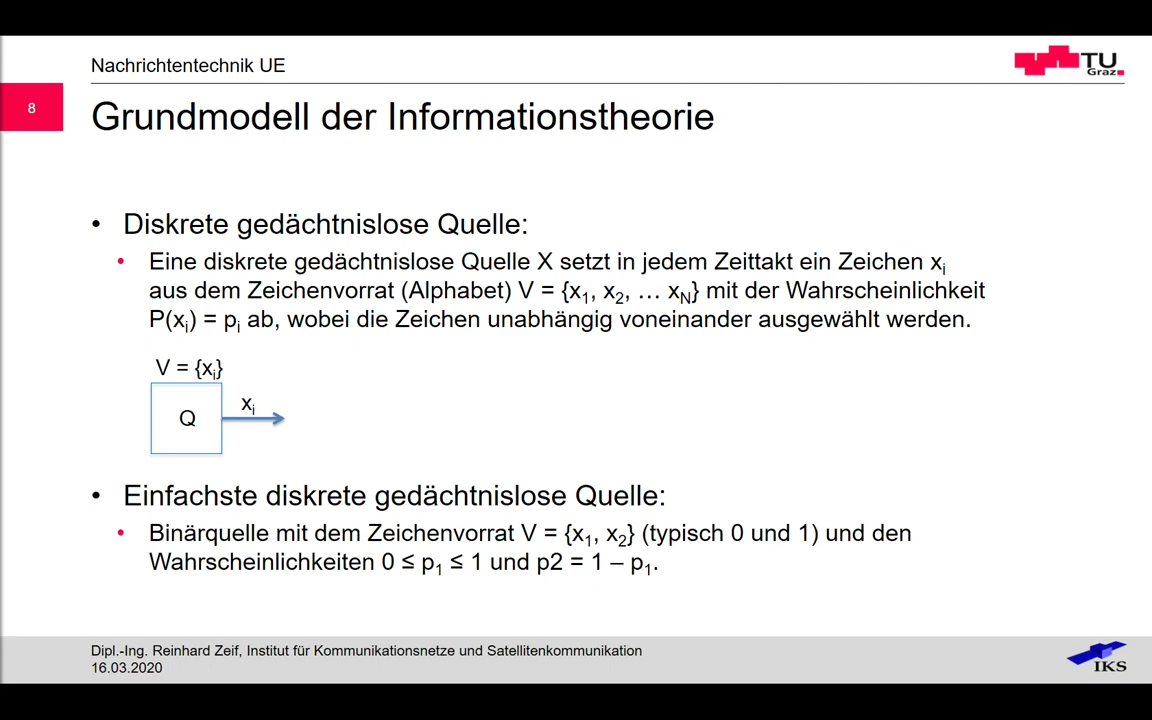 Nachrichtentechnik UE
TU
Graz
8
Grundmodell der Informationstheorie
• Diskrete gedächtnislose Quelle:
• Eine diskrete gedächtnislose Quelle X setzt in jedem Zeittakt ein Zeichen xᵢ
aus dem Zeichenvorrat (Alphabet) V = {x₁, x₂, … x_N} mit der Wahrscheinlichkeit
P(xᵢ) = pᵢ ab, wobei die Zeichen unabhängig voneinander ausgewählt werden.
V = {xᵢ}
xᵢ
Q
• Einfachste diskrete gedächtnislose Quelle:
• Binärquelle mit dem Zeichenvorrat V = {x₁, x₂} (typisch 0 und 1) und den
Wahrscheinlichkeiten 0 ≤ p₁ ≤ 1 und p2 = 1 – p₁.
Dipl.-Ing. Reinhard Zeif, Institut für Kommunikationsnetze und Satellitenkommunikation
16.03.2020
IKS